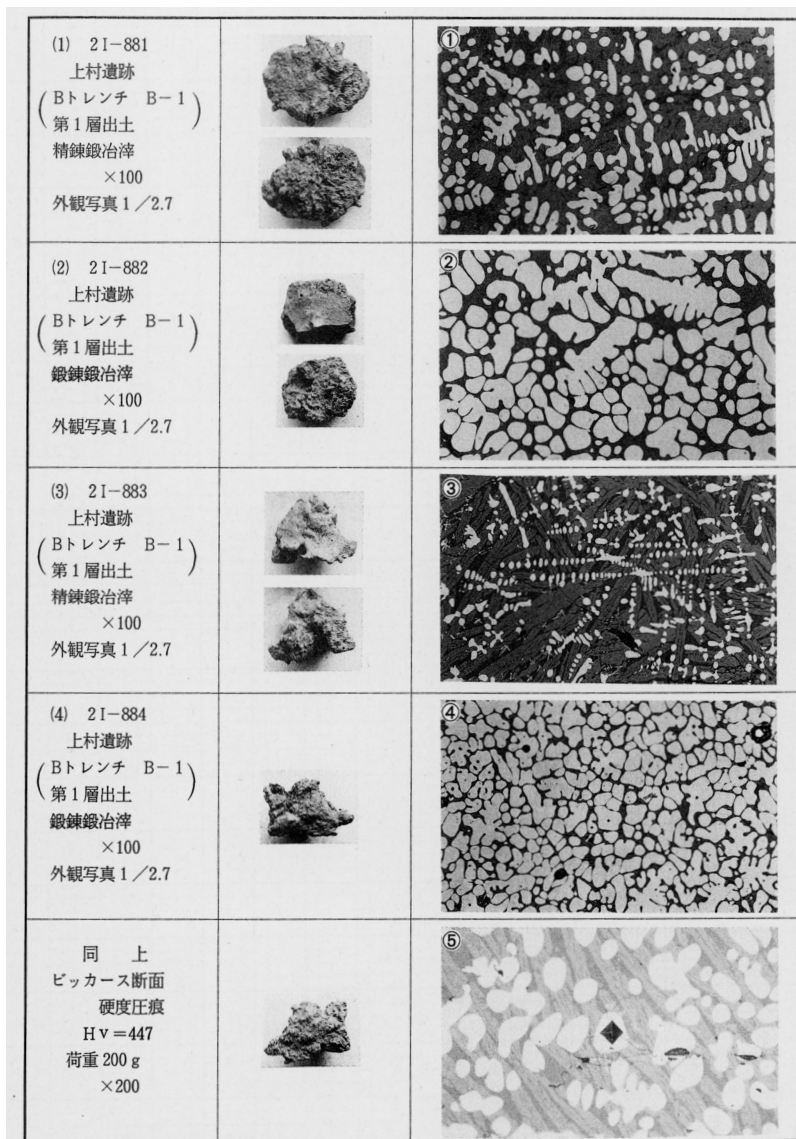 (1) 2I-881
上村遺跡
(Bトレンチ B-1
第1層出土)
精錬鍛冶滓
×100
外観写真1/2.7
①
(2) 2I-882
上村遺跡
(Bトレンチ B-1
第1層出土)
鍛錬鍛冶滓
×100
外観写真1/2.7
②
(3) 2I-883
上村遺跡
(Bトレンチ B-1
第1層出土)
精錬鍛冶滓
×100
外観写真1/2.7
③
(4) 2I-884
上村遺跡
(Bトレンチ B-1
第1層出土)
鍛錬鍛冶滓
×100
外観写真1/2.7
④
同 上
ビッカース断面
硬度圧痕
Hv=447
荷重200g
×200
⑤